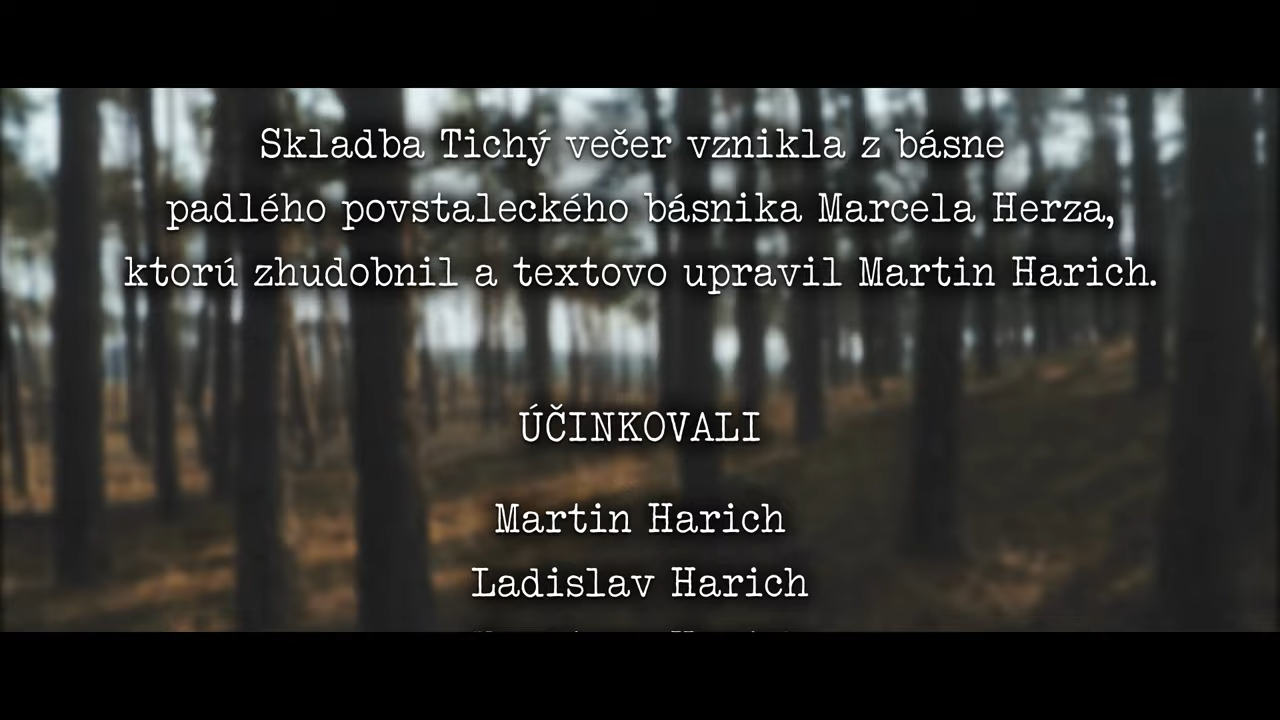 Skladba Tichý večer vznikla z básne
padlého povstaleckého básnika Marcela Herza,
ktorú zhudobnil a textovo upravil Martin Harich.
ÚČINKOVALI
Martin Harich
Ladislav Harich